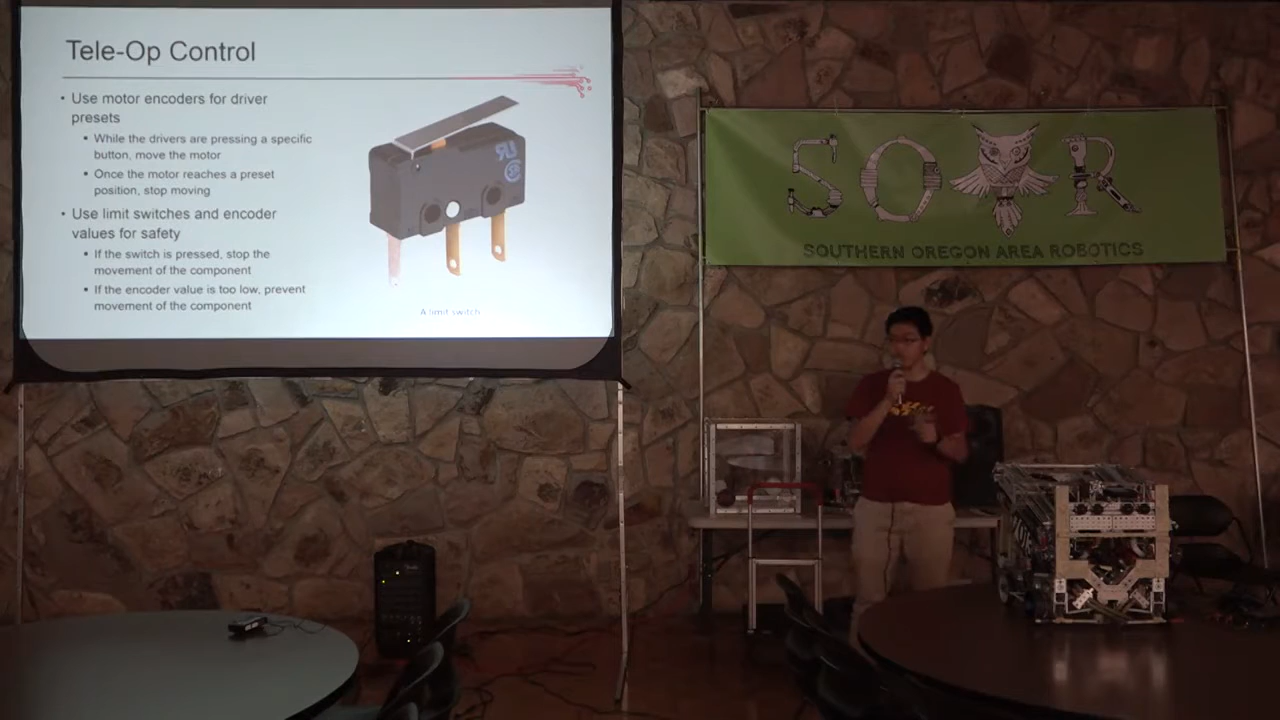 Tele-Op Control
• Use motor encoders for driver
presets
• While the drivers are pressing a specific
button, move the motor
• Once the motor reaches a preset
position, stop moving
• Use limit switches and encoder
values for safety
• If the switch is pressed, stop the
movement of the component
• If the encoder value is too low, prevent
movement of the component
A limit switch
SOAR
SOUTHERN OREGON AREA ROBOTICS